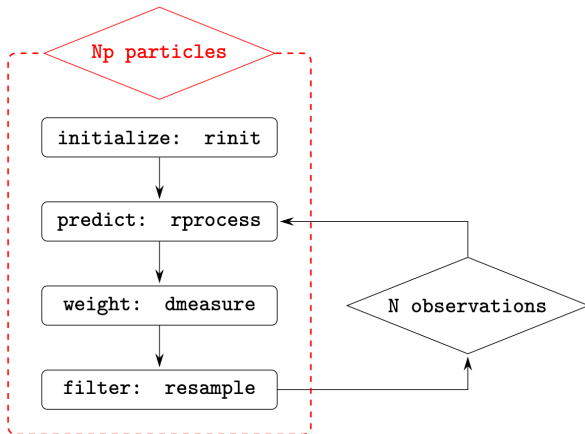 Np particles
initialize: rinit
predict: rprocess
weight: dmeasure
N observations
filter: resample